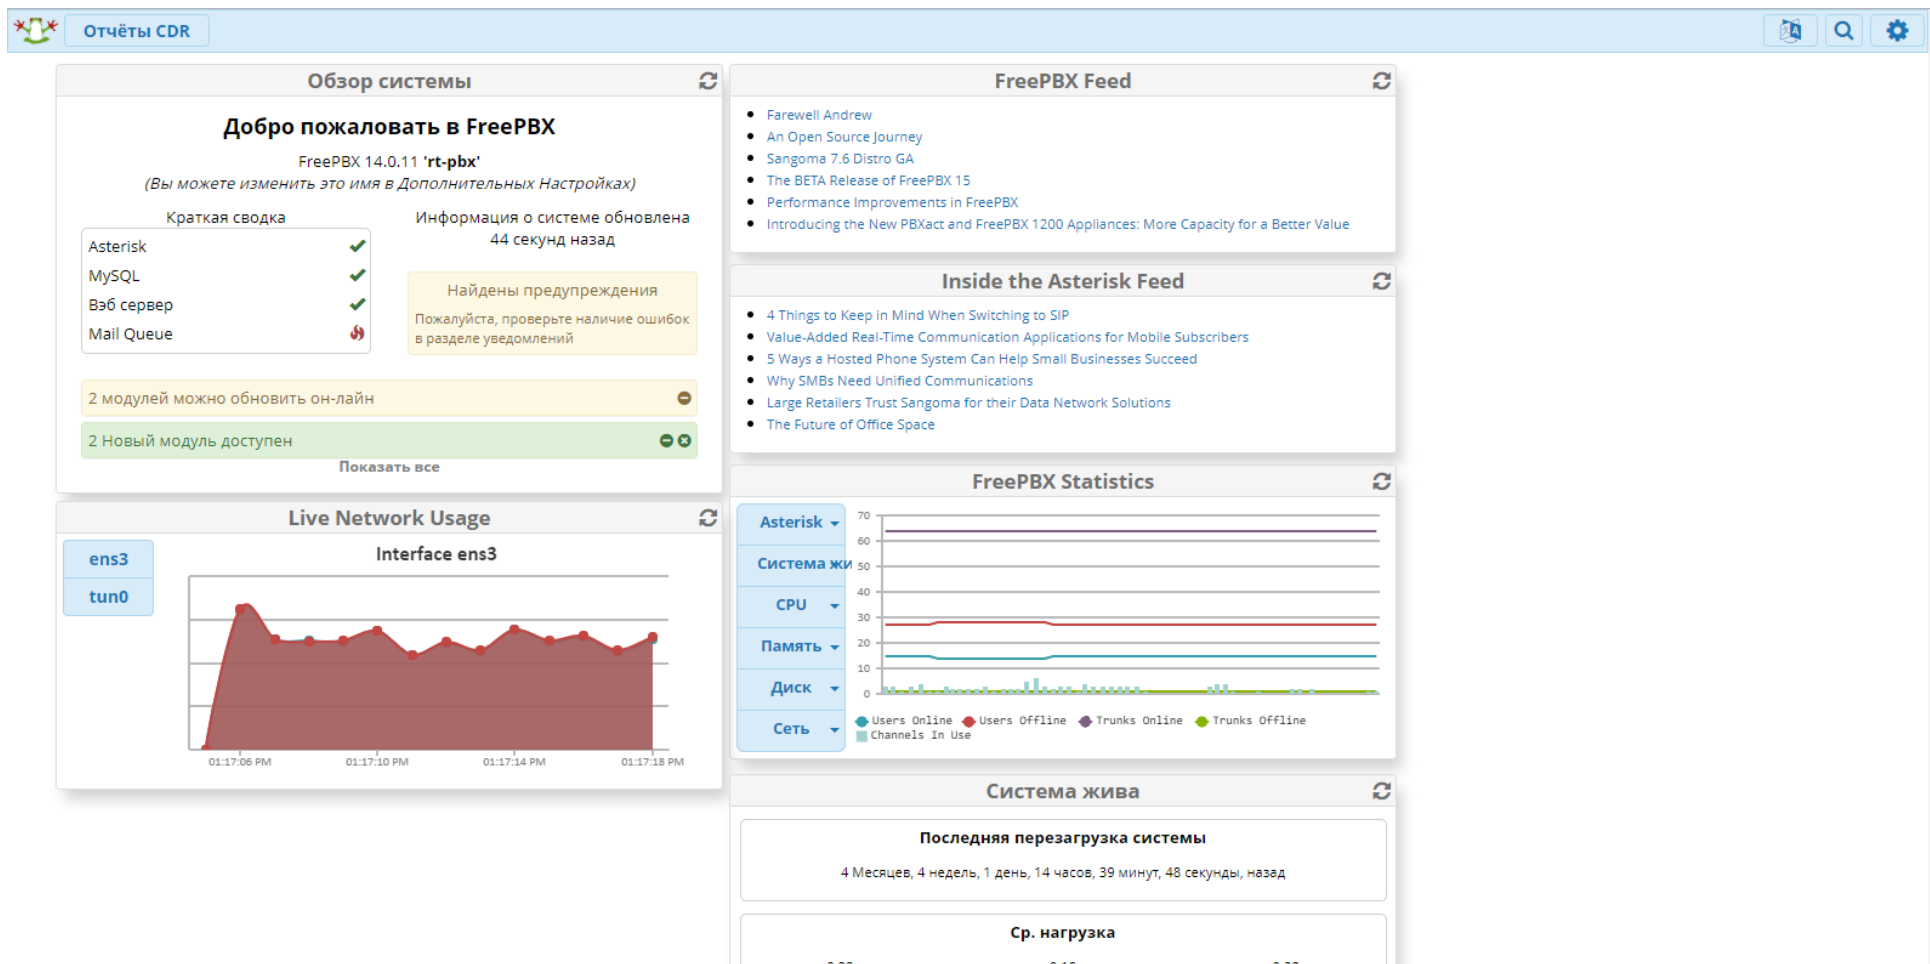 Отчёты CDR
Обзор системы
Добро пожаловать в FreePBX
FreePBX 14.0.11 'rt-pbx'
(Вы можете изменить это имя в Дополнительных Настройках)
Краткая сводка
Asterisk
MySQL
Вэб сервер
Mail Queue
Информация о системе обновлена
44 секунд назад
Найдены предупреждения
Пожалуйста, проверьте наличие ошибок
в разделе уведомлений
2 модулей можно обновить он-лайн
2 Новый модуль доступен
Показать все
Live Network Usage
ens3
tun0
Interface ens3
01:17:06 PM
01:17:10 PM
01:17:14 PM
01:17:18 PM
FreePBX Feed
Farewell Andrew
An Open Source Journey
Sangoma 7.6 Distro GA
The BETA Release of FreePBX 15
Performance Improvements in FreePBX
Introducing the New PBXact and FreePBX 1200 Appliances: More Capacity for a Better Value
Inside the Asterisk Feed
4 Things to Keep in Mind When Switching to SIP
Value-Added Real-Time Communication Applications for Mobile Subscribers
5 Ways a Hosted Phone System Can Help Small Businesses Succeed
Why SMBs Need Unified Communications
Large Retailers Trust Sangoma for their Data Network Solutions
The Future of Office Space
FreePBX Statistics
Asterisk
Система жи
CPU
Память
Диск
Сеть
70
60
50
40
30
20
10
0
Users Online Users Offline Trunks Online Trunks Offline
Channels In Use
Система жива
Последняя перезагрузка системы
4 Месяцев, 4 недель, 1 день, 14 часов, 39 минут, 48 секунды, назад
Ср. нагрузка